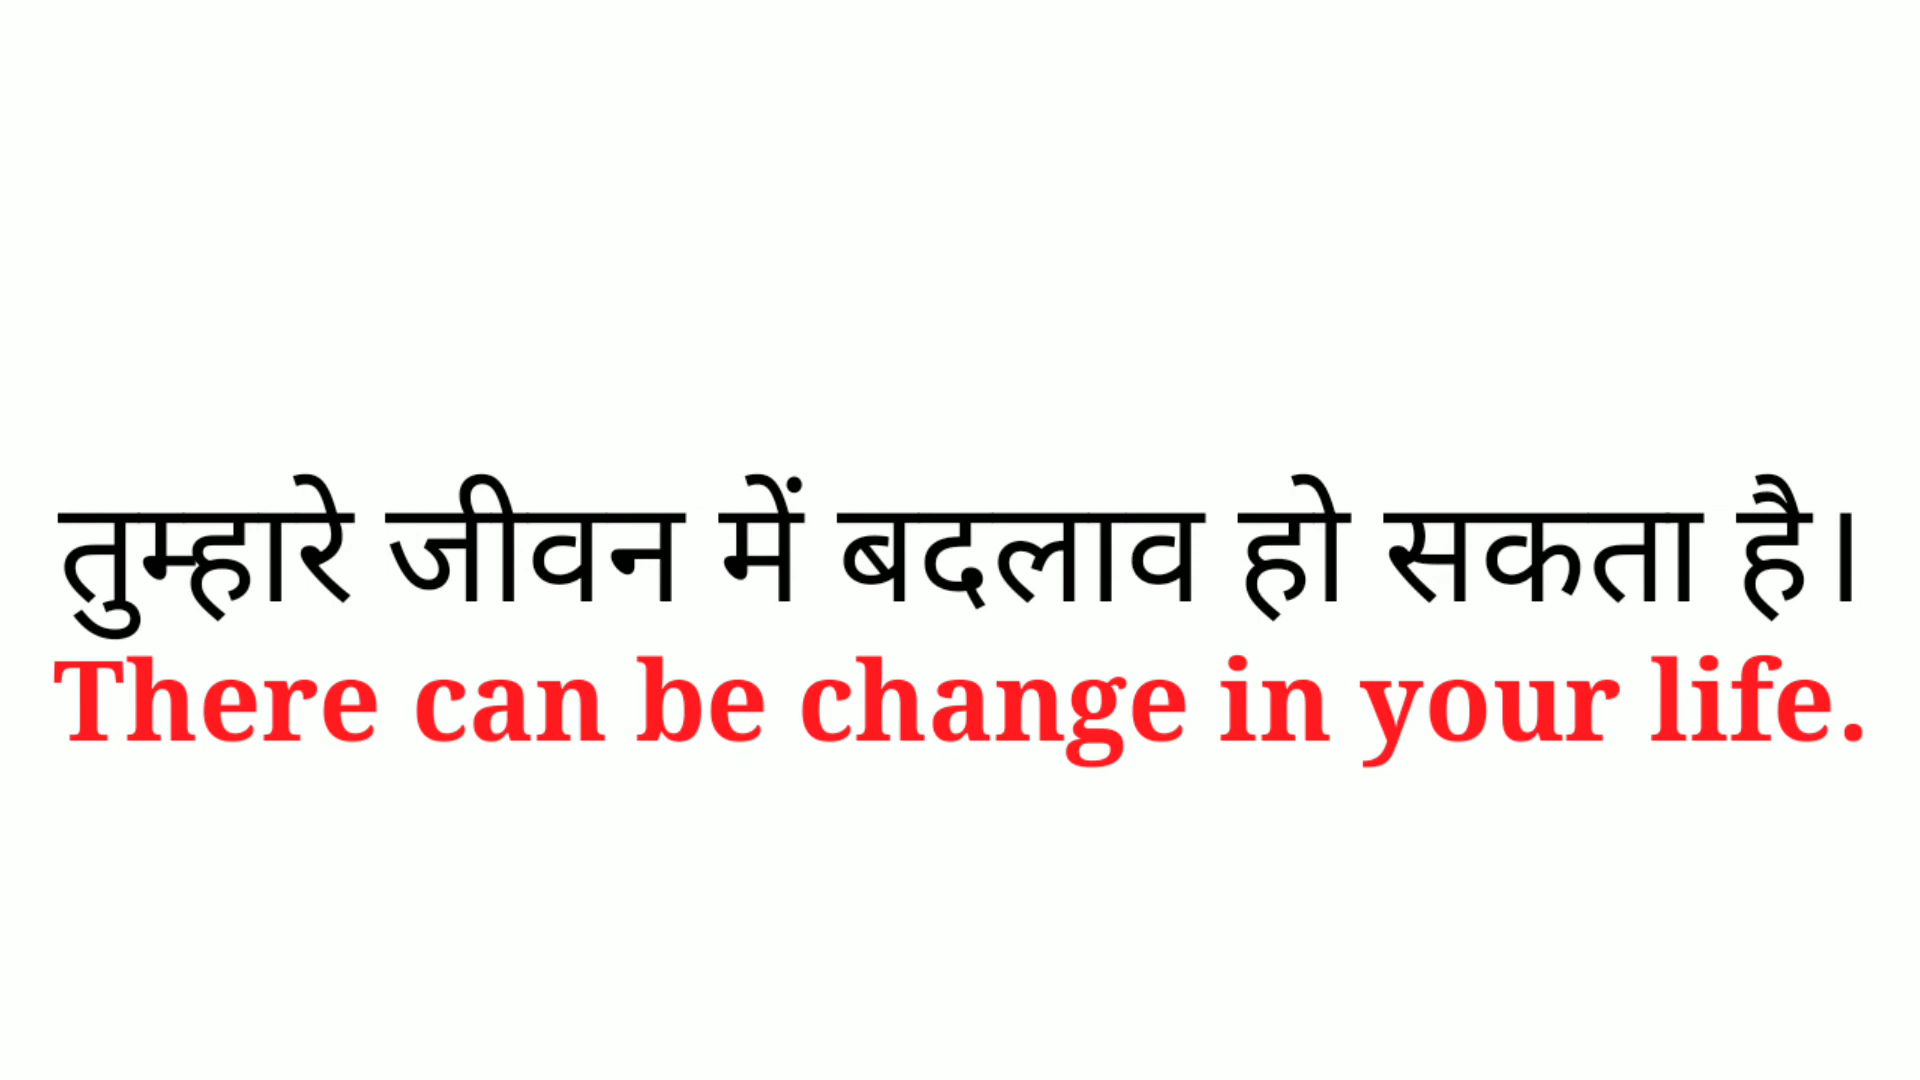 तुम्हारे जीवन में बदलाव हो सकता है।
There can be change in your life.